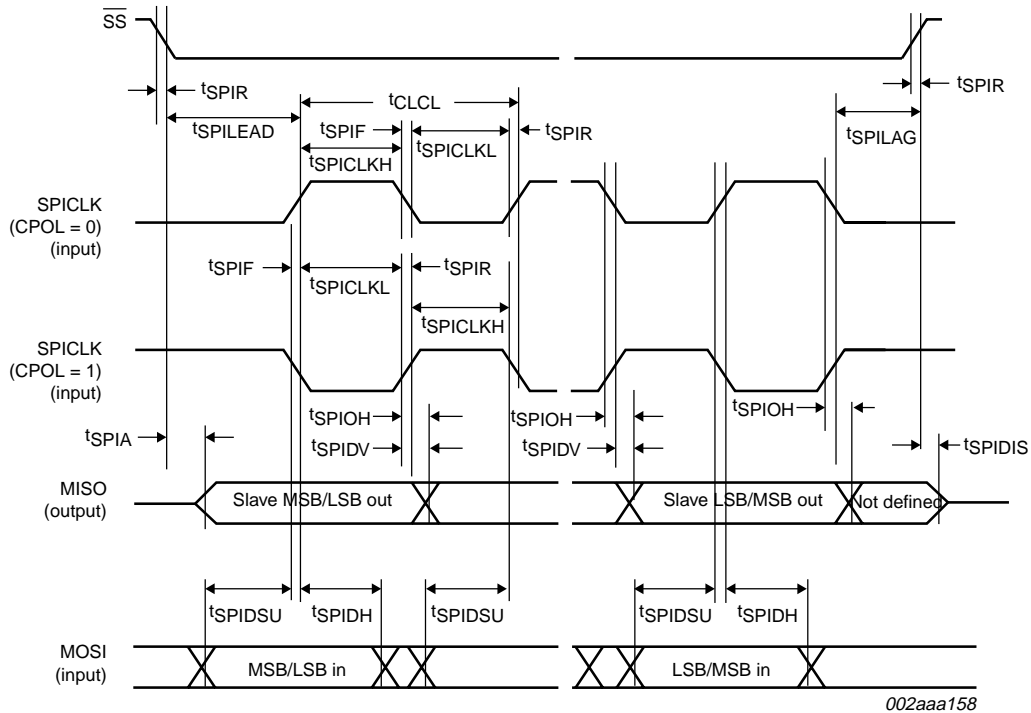 SS
tSPIR
tCLCL
tSPIR
tSPILEAD
tSPIF
tSPIR
tSPILAG
tSPICLKH
tSPICLKL
SPICLK
(CPOL = 0)
(input)
tSPIF
tSPICLKL
tSPIR
tSPICLKH
SPICLK
(CPOL = 1)
(input)
tSPIOH
tSPIOH
tSPIOH
tSPIA
tSPIDV
tSPIDV
tSPIDIS
MISO
(output)
Slave MSB/LSB out
Slave LSB/MSB out
Not defined
tSPIDSU
tSPIDH
tSPIDSU
tSPIDSU
tSPIDH
MOSI
(input)
MSB/LSB in
LSB/MSB in
002aaa158